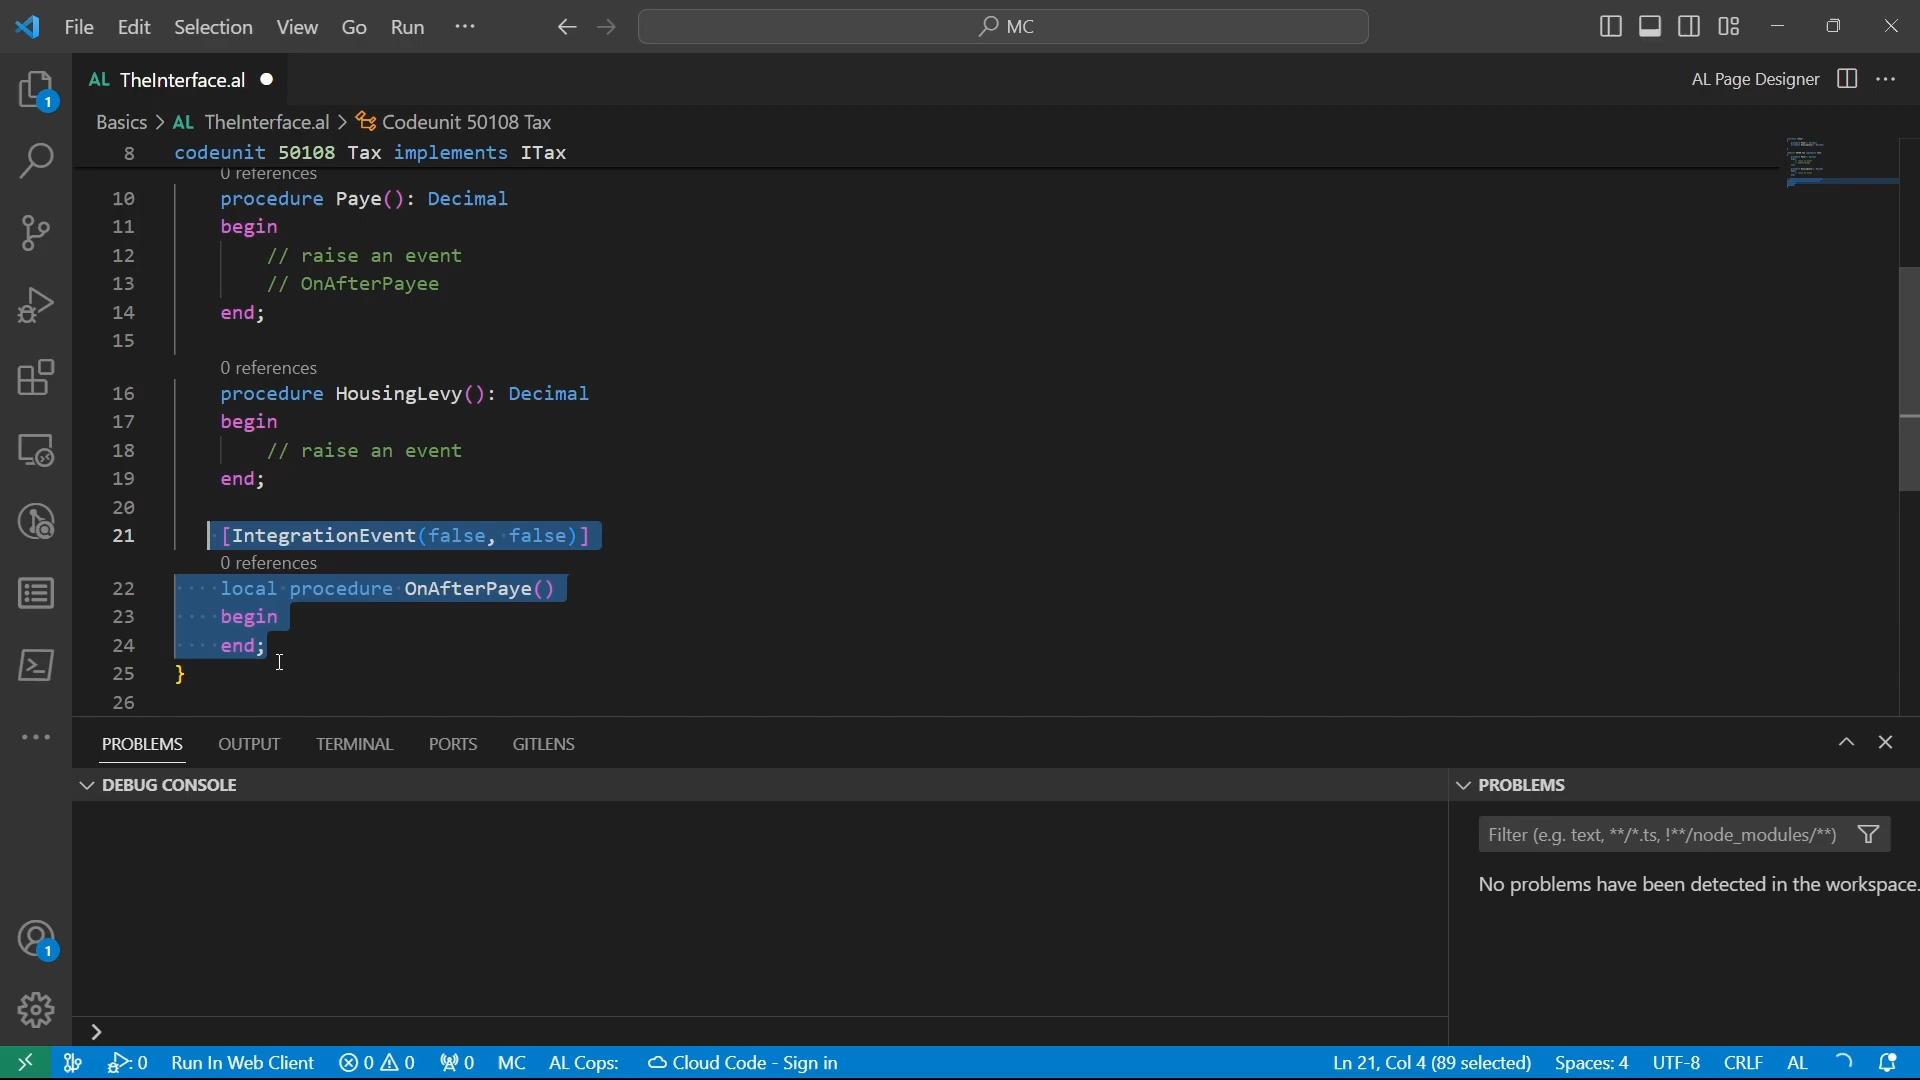 File Edit Selection View Go Run ···
MC
AL TheInterface.al
AL Page Designer ···
1
Basics > AL TheInterface.al > Codeunit 50108 Tax
8 codeunit 50108 Tax implements ITax
0 references
10 procedure Paye(): Decimal
11 begin
12 // raise an event
13 // OnAfterPayee
14 end;
15
0 references
16 procedure HousingLevy(): Decimal
17 begin
18 // raise an event
19 end;
20
21 [IntegrationEvent(false, false)]
0 references
22 local procedure OnAfterPaye()
23 begin
24 end;
25 }
26
PROBLEMS OUTPUT TERMINAL PORTS GITLENS
DEBUG CONSOLE
PROBLEMS
Filter (e.g. text, **/*.ts, !**/node_modules/**)
No problems have been detected in the workspace.
1
>
0 Run In Web Client 0 0 0 MC AL Cops: Cloud Code - Sign in Ln 21, Col 4 (89 selected) Spaces: 4 UTF-8 CRLF AL